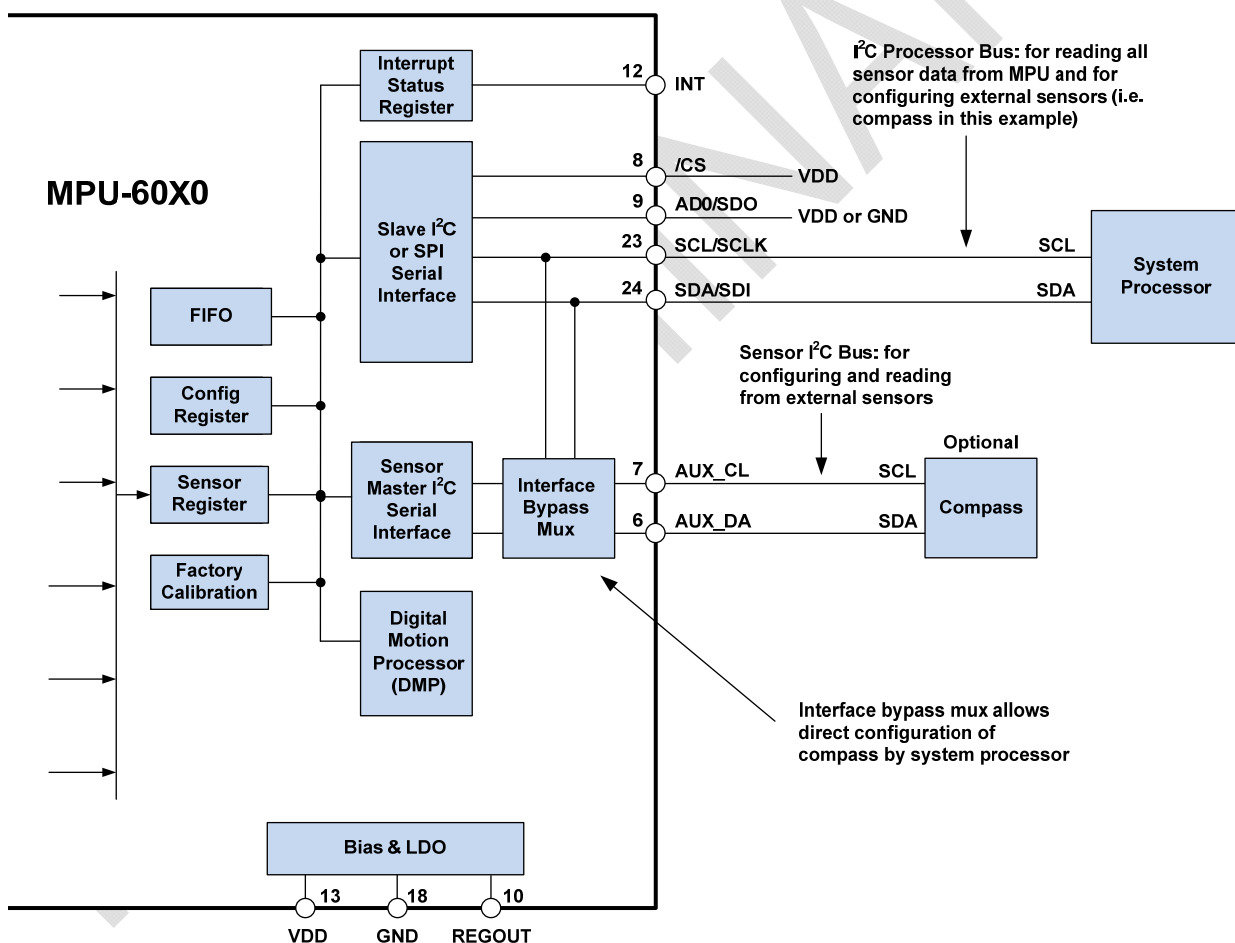 MPU-60X0
Interrupt
Status
Register
12
INT
I²C Processor Bus: for reading all
sensor data from MPU and for
configuring external sensors (i.e.
compass in this example)
Slave I²C
or SPI
Serial
Interface
8
/CS
VDD
9
AD0/SDO
VDD or GND
23
SCL/SCLK
SCL
24
SDA/SDI
SDA
System
Processor
FIFO
Config
Register
Sensor
Register
Factory
Calibration
Sensor I²C Bus: for
configuring and reading
from external sensors
Sensor
Master I²C
Serial
Interface
Interface
Bypass
Mux
7
AUX_CL
SCL
6
AUX_DA
SDA
Optional
Compass
Digital
Motion
Processor
(DMP)
Interface bypass mux allows
direct configuration of
compass by system processor
Bias & LDO
13
18
10
VDD
GND
REGOUT